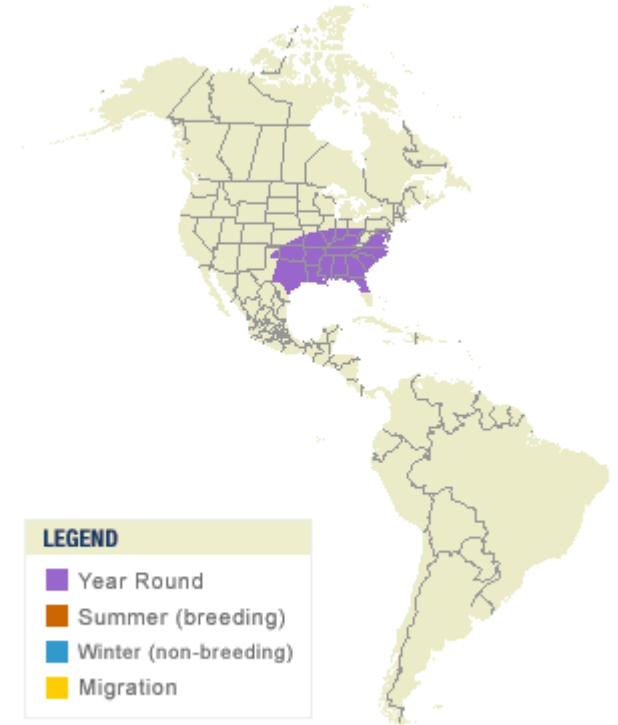 LEGEND
Year Round
Summer (breeding)
Winter (non-breeding)
Migration